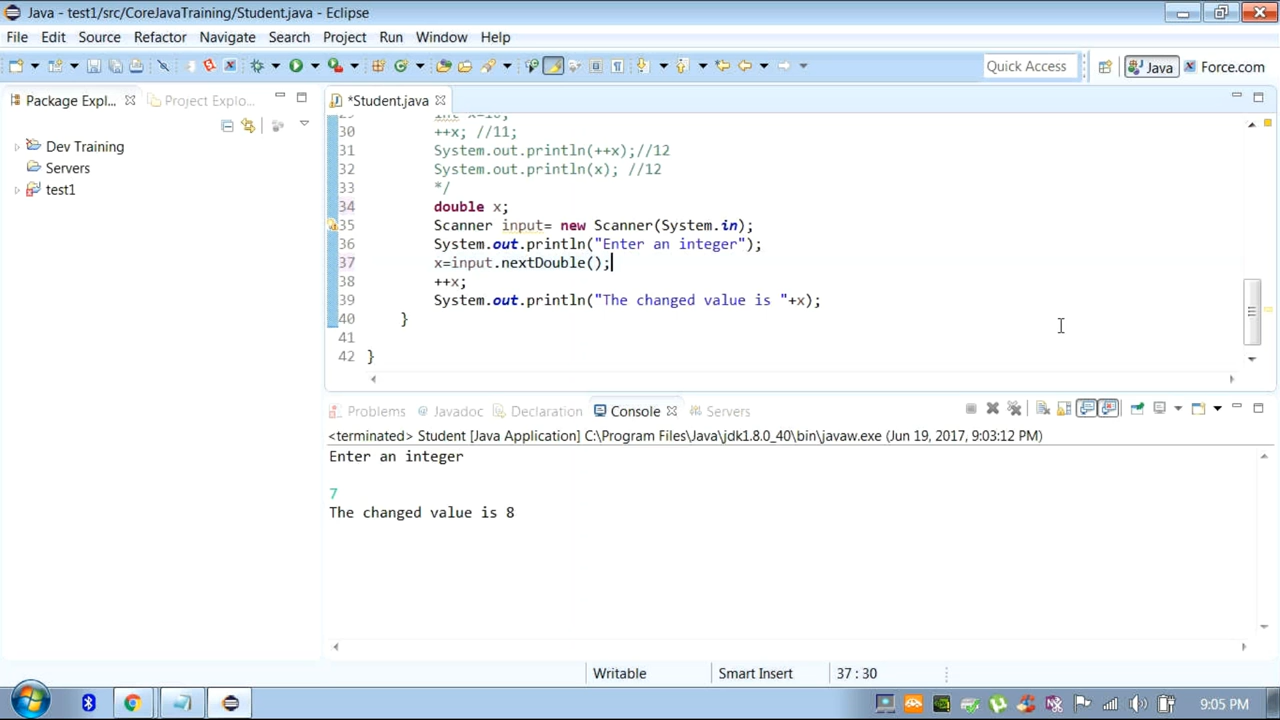 Java - test1/src/CoreJavaTraining/Student.java - Eclipse
File Edit Source Refactor Navigate Search Project Run Window Help
Quick Access Java Force.com
Package Expl... Project Explo...
Dev Training
Servers
test1
*Student.java
29 int x=10;
30 ++x; //11;
31 System.out.println(++x);//12
32 System.out.println(x); //12
33 */
34 double x;
35 Scanner input= new Scanner(System.in);
36 System.out.println("Enter an integer");
37 x=input.nextDouble();
38 ++x;
39 System.out.println("The changed value is "+x);
40 }
41
42 }
Problems @ Javadoc Declaration Console Servers
<terminated> Student [Java Application] C:\Program Files\Java\jdk1.8.0_40\bin\javaw.exe (Jun 19, 2017, 9:03:12 PM)
Enter an integer
7
The changed value is 8
Writable Smart Insert 37 : 30
9:05 PM